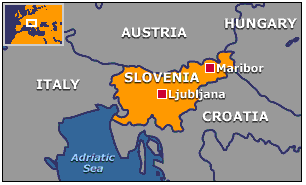 HUNGARY
AUSTRIA
ITALY
SLOVENIA
Maribor
Ljubljana
CROATIA
Adriatic
Sea